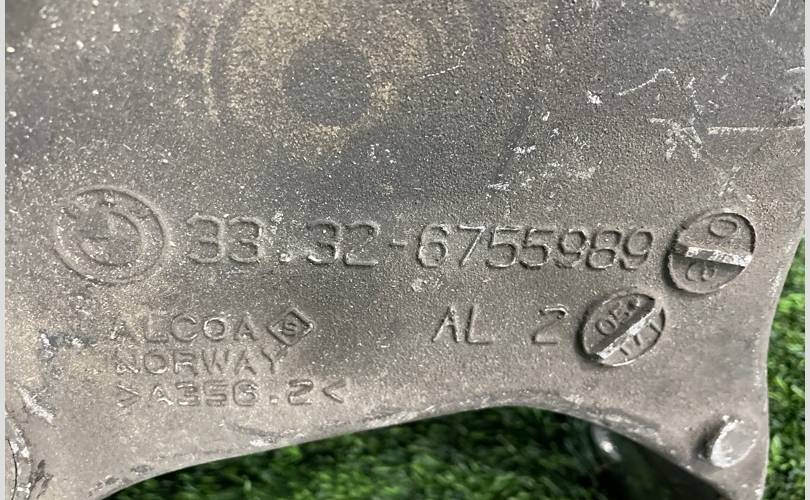 33.32-6755989
AL 2
ALCOA
NORWAY
>A356.2<